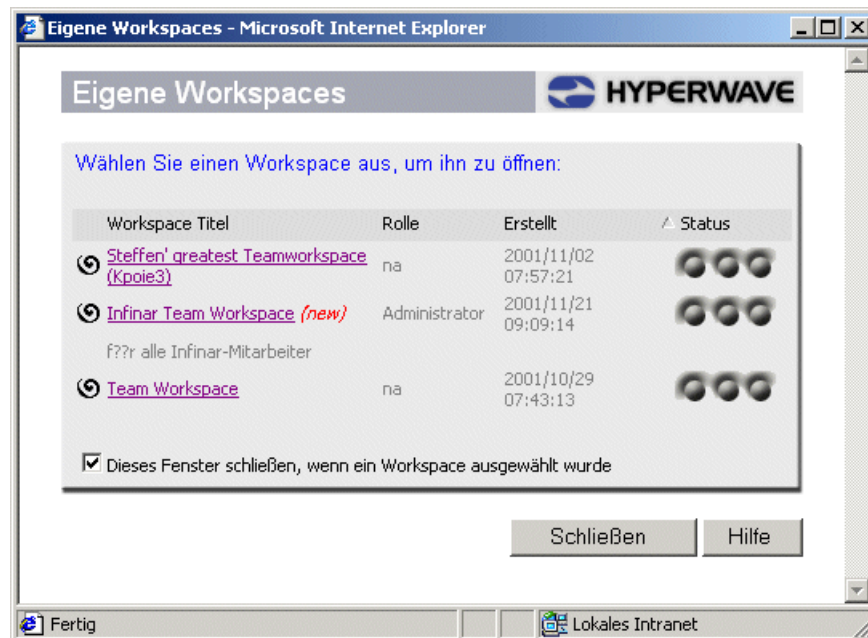 Eigene Workspaces - Microsoft Internet Explorer
Eigene Workspaces
HYPERWAVE
Wählen Sie einen Workspace aus, um ihn zu öffnen:
Workspace Titel Rolle Erstellt Status
Steffen' greatest Teamworkspace (Kpoie3) na 2001/11/02 07:57:21
Infinar Team Workspace (new) Administrator 2001/11/21 09:09:14
f??r alle Infinar-Mitarbeiter
Team Workspace na 2001/10/29 07:43:13
Dieses Fenster schließen, wenn ein Workspace ausgewählt wurde
Schließen Hilfe
Fertig Lokales Intranet